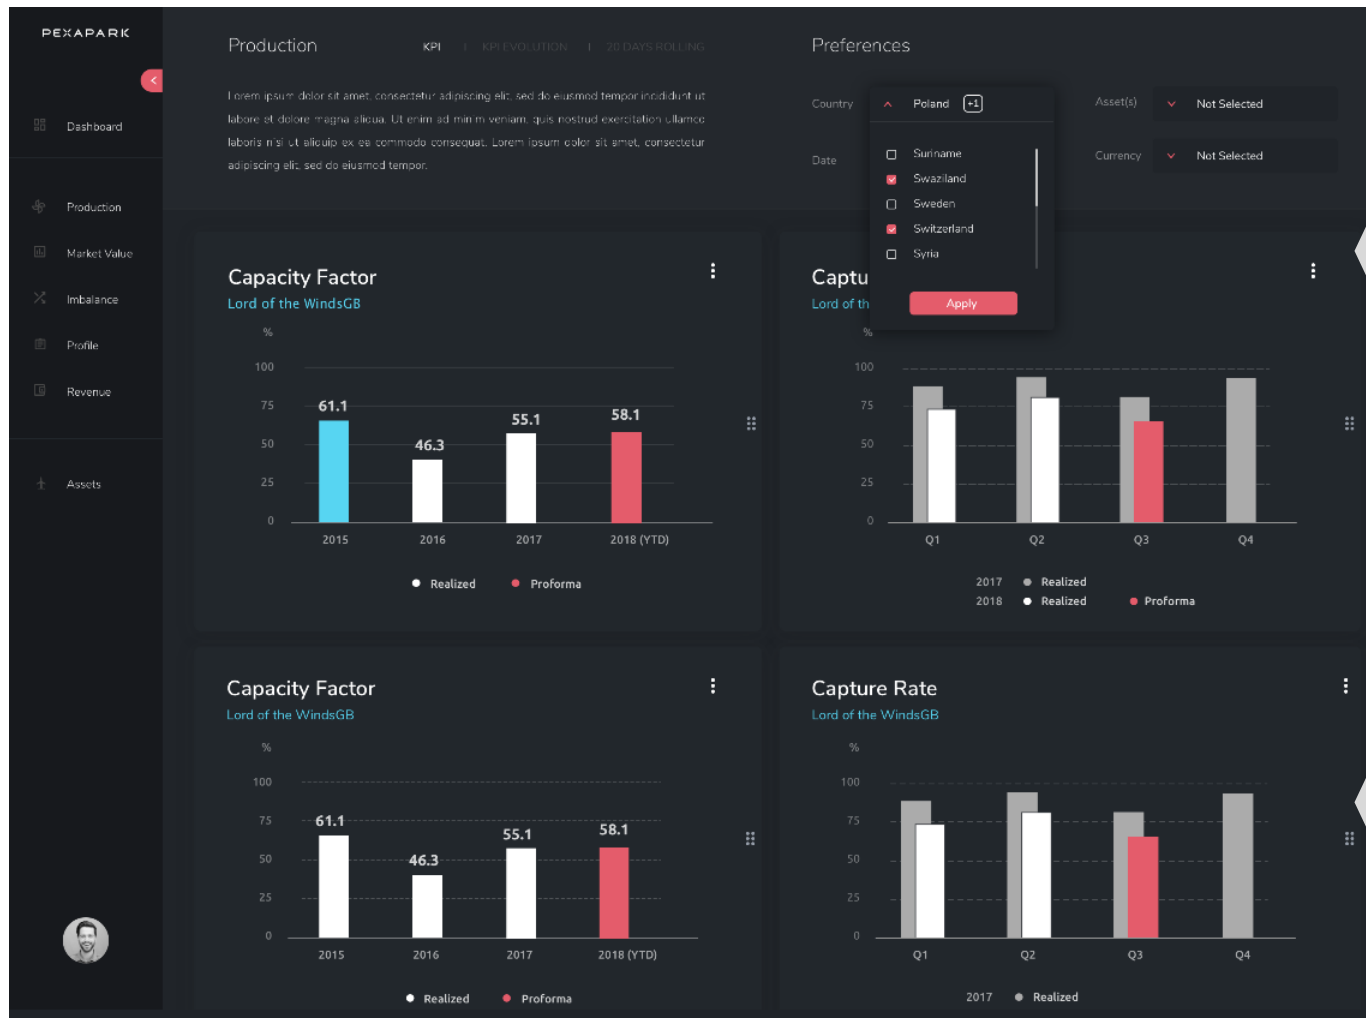 PEXAPARK
Dashboard
Production
Market Value
Imbalance
Profile
Revenue
Assets
Production
KPI | KPI EVOLUTION | 20 DAYS ROLLING
Lorem ipsum dolor sit amet, consectetur adipiscing elit, sed do eiusmod tempor incididunt ut
labore et dolore magna aliqua. Ut enim ad minim veniam, quis nostrud exercitation ullamco
laboris nisi ut aliquip ex ea commodo consequat. Lorem ipsum dolor sit amet, consectetur
adipiscing elit, sed do eiusmod tempor.
Preferences
Country Poland +1
Asset(s) Not Selected
Date
Currency Not Selected
Suriname
Swaziland
Sweden
Switzerland
Syria
Apply
Capacity Factor
Lord of the WindsGB
%
100
75
50
25
0
61.1
46.3
55.1
58.1
2015 2016 2017 2018 (YTD)
Realized Proforma
Captu
Lord of th
%
100
75
50
25
0
Q1 Q2 Q3 Q4
2017 Realized
2018 Realized Proforma
Capacity Factor
Lord of the WindsGB
%
100
75
50
25
0
61.1
46.3
55.1
58.1
2015 2016 2017 2018 (YTD)
Realized Proforma
Capture Rate
Lord of the WindsGB
%
100
75
50
25
0
Q1 Q2 Q3 Q4
2017 Realized